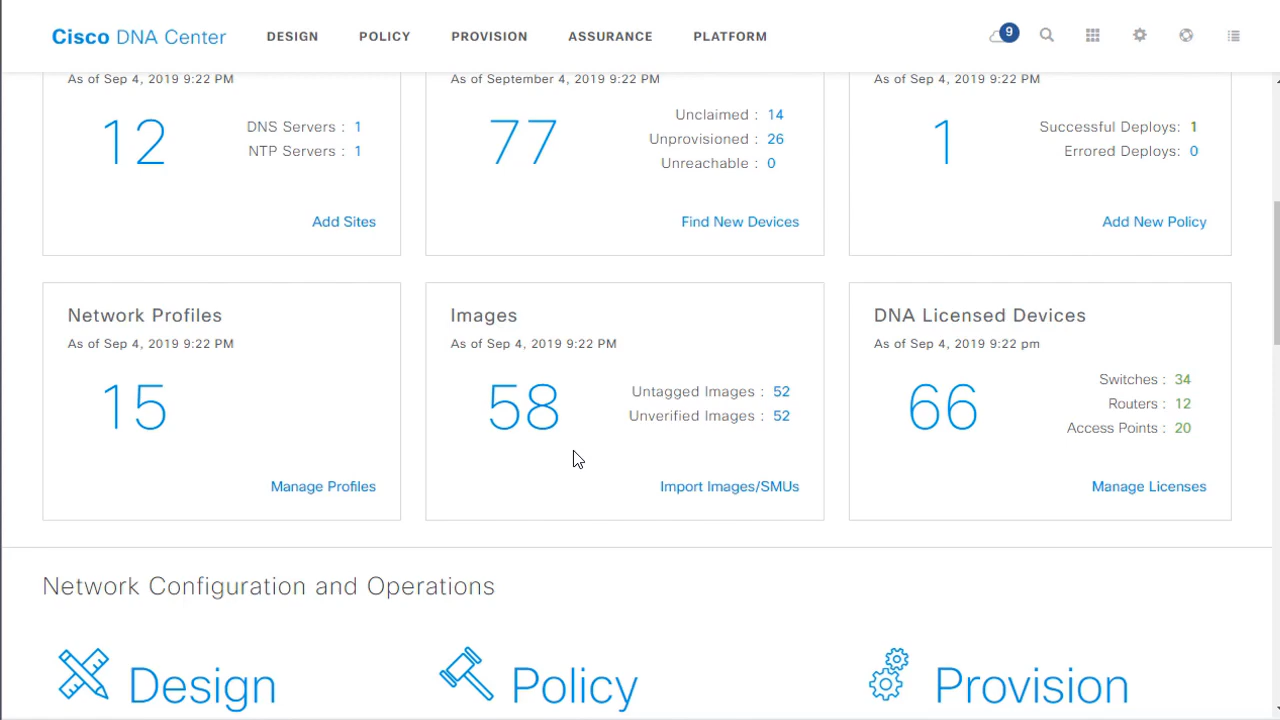 Cisco DNA Center
DESIGN
POLICY
PROVISION
ASSURANCE
PLATFORM
9
As of Sep 4, 2019 9:22 PM
12
DNS Servers : 1
NTP Servers : 1
Add Sites
As of September 4, 2019 9:22 PM
77
Unclaimed : 14
Unprovisioned : 26
Unreachable : 0
Find New Devices
As of Sep 4, 2019 9:22 PM
1
Successful Deploys: 1
Errored Deploys: 0
Add New Policy
Network Profiles
As of Sep 4, 2019 9:22 PM
15
Manage Profiles
Images
As of Sep 4, 2019 9:22 PM
58
Untagged Images : 52
Unverified Images : 52
Import Images/SMUs
DNA Licensed Devices
As of Sep 4, 2019 9:22 pm
66
Switches : 34
Routers : 12
Access Points : 20
Manage Licenses
Network Configuration and Operations
Design
Policy
Provision